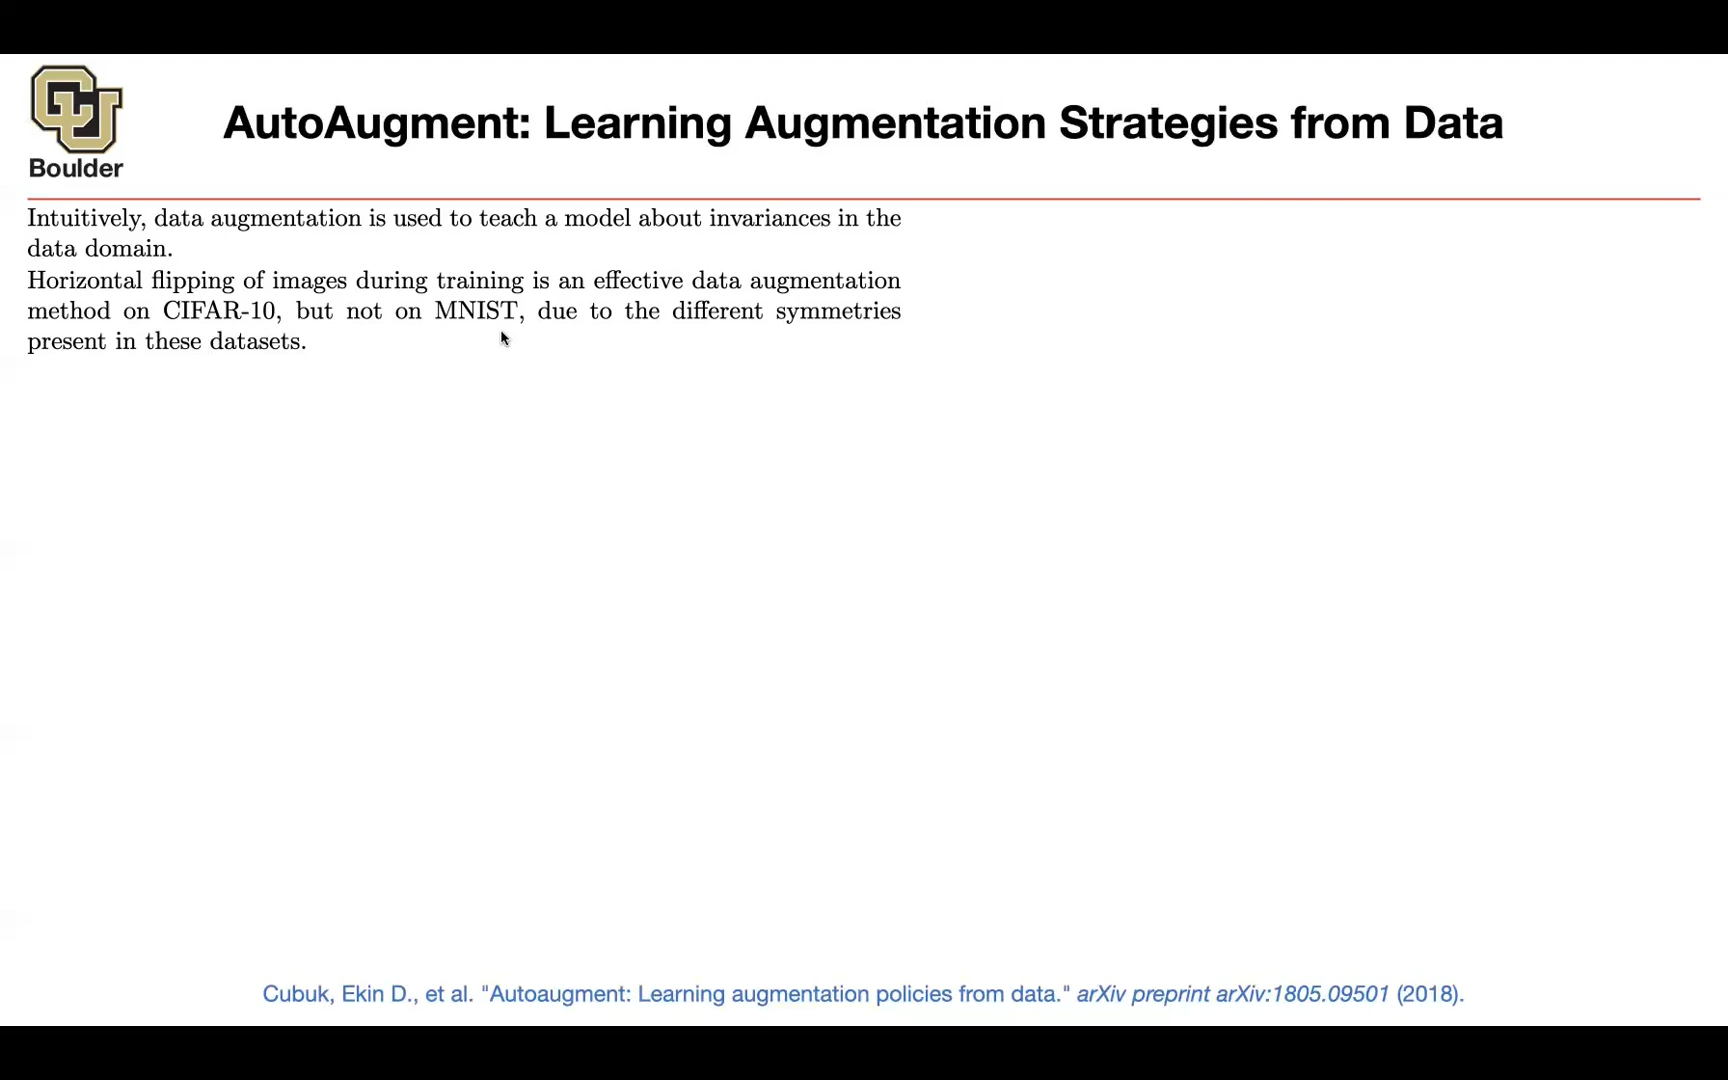 AutoAugment: Learning Augmentation Strategies from Data
Boulder
Intuitively, data augmentation is used to teach a model about invariances in the
data domain.
Horizontal flipping of images during training is an effective data augmentation
method on CIFAR-10, but not on MNIST, due to the different symmetries
present in these datasets.
Cubuk, Ekin D., et al. "Autoaugment: Learning augmentation policies from data." arXiv preprint arXiv:1805.09501 (2018).